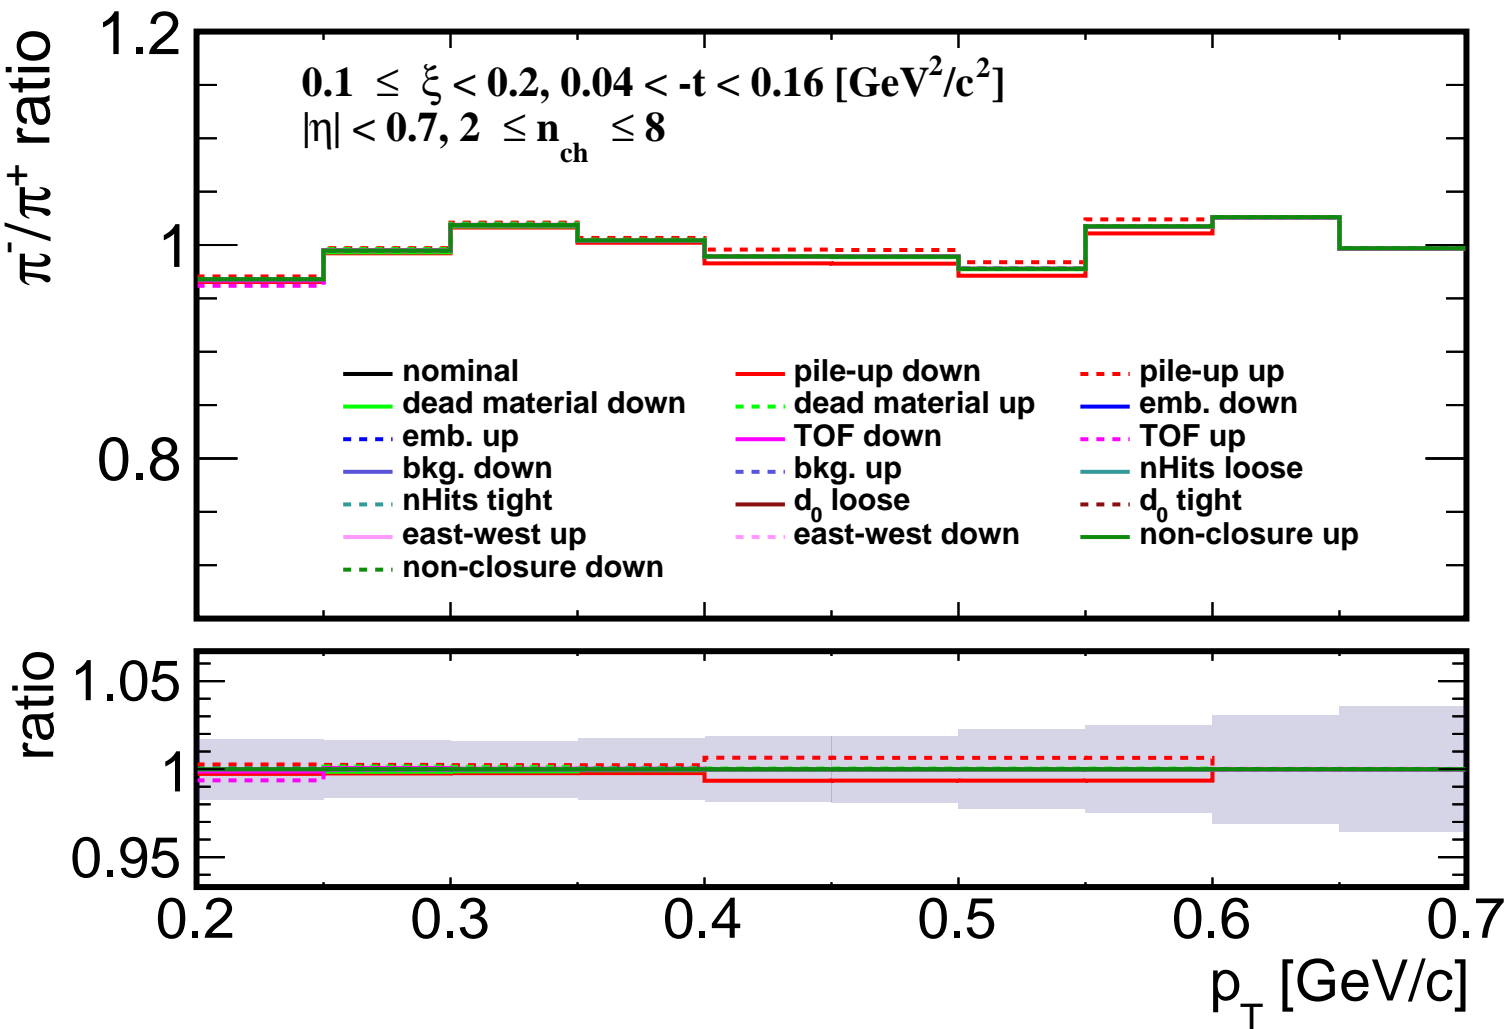 1.2
0.1 ≤ ξ < 0.2, 0.04 < -t < 0.16 [GeV²/c²]
|η| < 0.7, 2 ≤ n_ch ≤ 8
π⁻/π⁺ ratio
1
0.8
nominal pile-up down pile-up up
dead material down dead material up emb. down
emb. up TOF down TOF up
bkg. down bkg. up nHits loose
nHits tight d₀ loose d₀ tight
east-west up east-west down non-closure up
non-closure down
ratio
1.05
1
0.95
0.2 0.3 0.4 0.5 0.6 0.7
p_T [GeV/c]